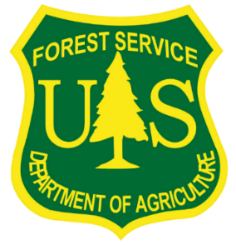 FOREST SERVICE
U S
DEPARTMENT OF AGRICULTURE